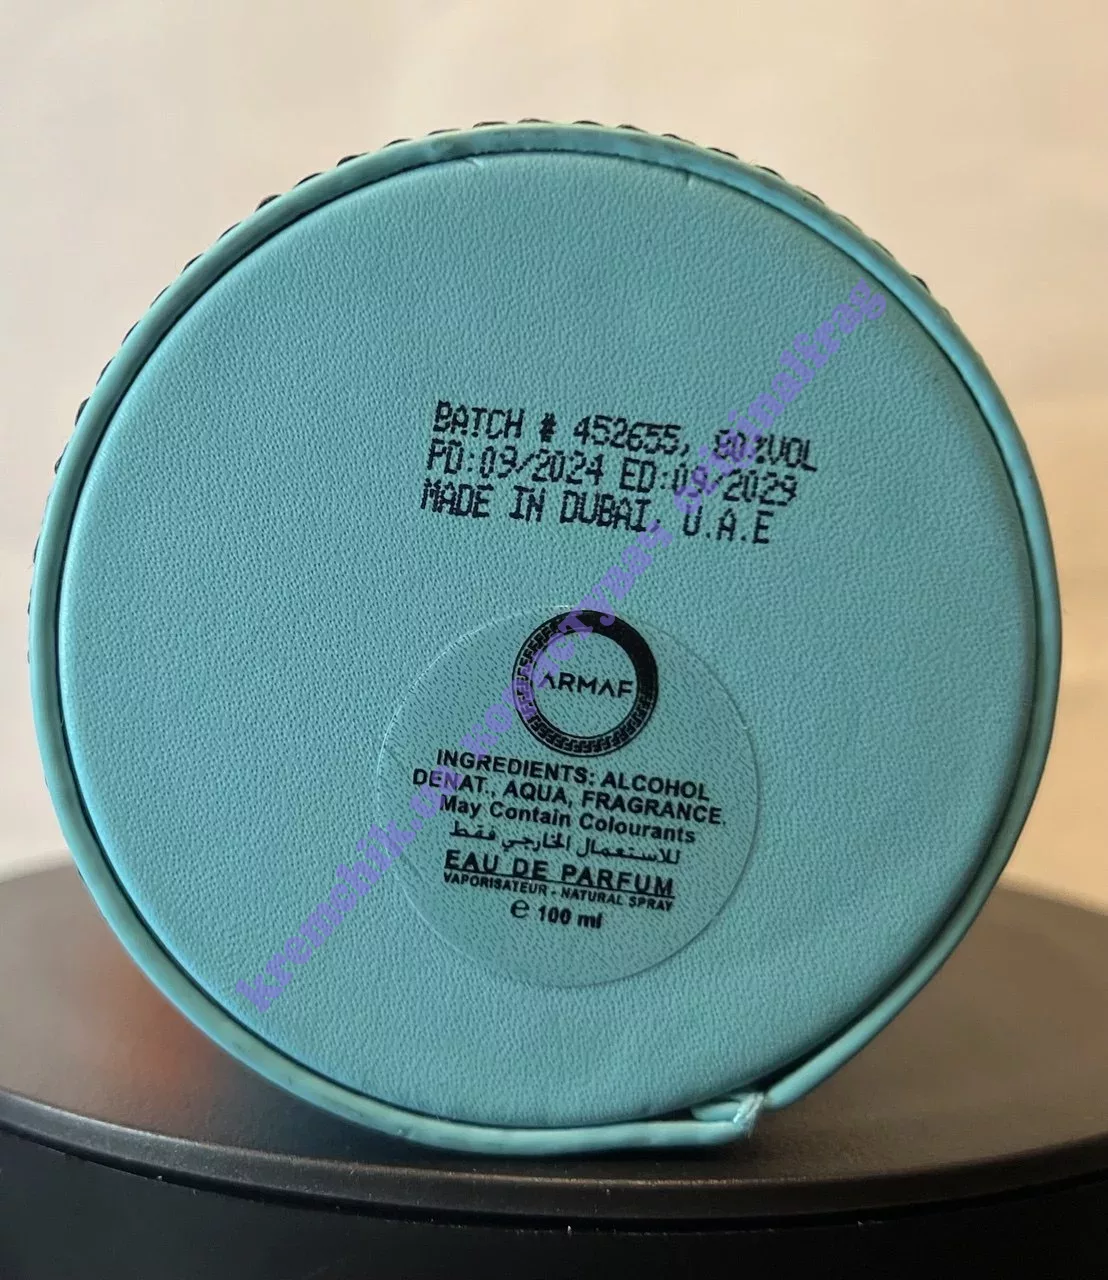 BATCH # 452655, 80%VOL
PD:09/2024 ED:09/2029
MADE IN DUBAI, U.A.E
ARMAF
INGREDIENTS: ALCOHOL
DENAT., AQUA, FRAGRANCE.
May Contain Colourants
للاستعمال الخارجي فقط
EAU DE PARFUM
VAPORISATEUR - NATURAL SPRAY
℮ 100 ml